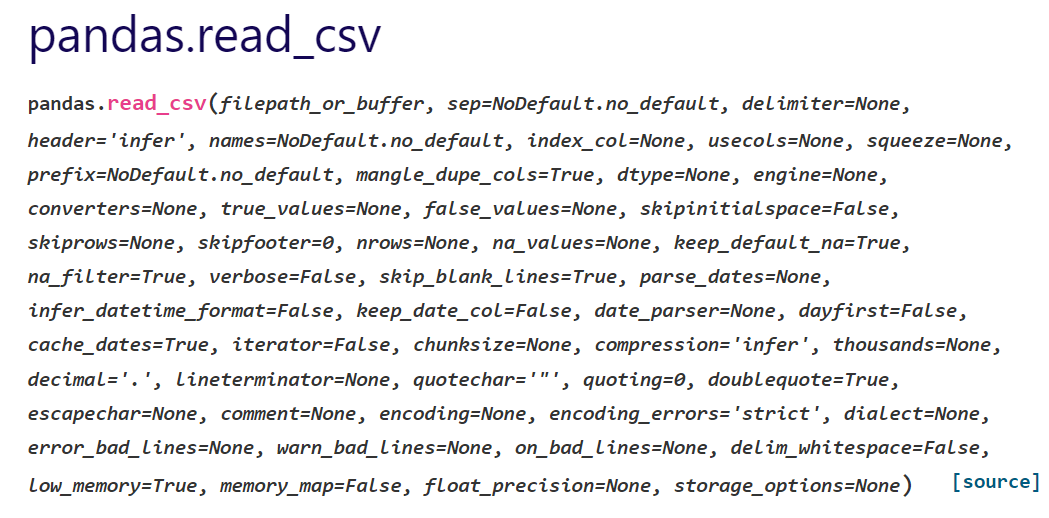 pandas.read_csv
pandas.read_csv(filepath_or_buffer, sep=NoDefault.no_default, delimiter=None,
header='infer', names=NoDefault.no_default, index_col=None, usecols=None, squeeze=None,
prefix=NoDefault.no_default, mangle_dupe_cols=True, dtype=None, engine=None,
converters=None, true_values=None, false_values=None, skipinitialspace=False,
skiprows=None, skipfooter=0, nrows=None, na_values=None, keep_default_na=True,
na_filter=True, verbose=False, skip_blank_lines=True, parse_dates=None,
infer_datetime_format=False, keep_date_col=False, date_parser=None, dayfirst=False,
cache_dates=True, iterator=False, chunksize=None, compression='infer', thousands=None,
decimal='.', lineterminator=None, quotechar='"', quoting=0, doublequote=True,
escapechar=None, comment=None, encoding=None, encoding_errors='strict', dialect=None,
error_bad_lines=None, warn_bad_lines=None, on_bad_lines=None, delim_whitespace=False,
low_memory=True, memory_map=False, float_precision=None, storage_options=None) [source]